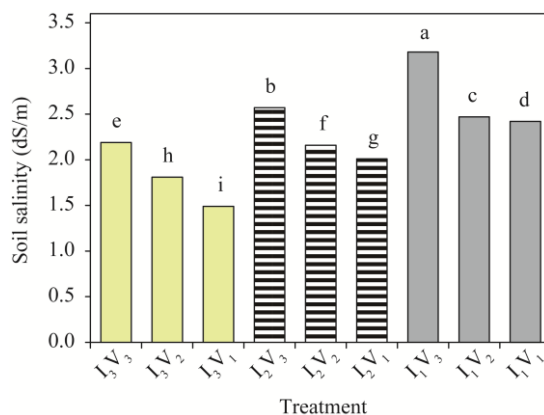 3.5
3.0
2.5
2.0
1.5
1.0
0.5
0.0
Soil salinity (dS/m)
e
h
i
b
f
g
a
c
d
I₃V₃
I₃V₂
I₃V₁
I₂V₃
I₂V₂
I₂V₁
I₁V₃
I₁V₂
I₁V₁
Treatment